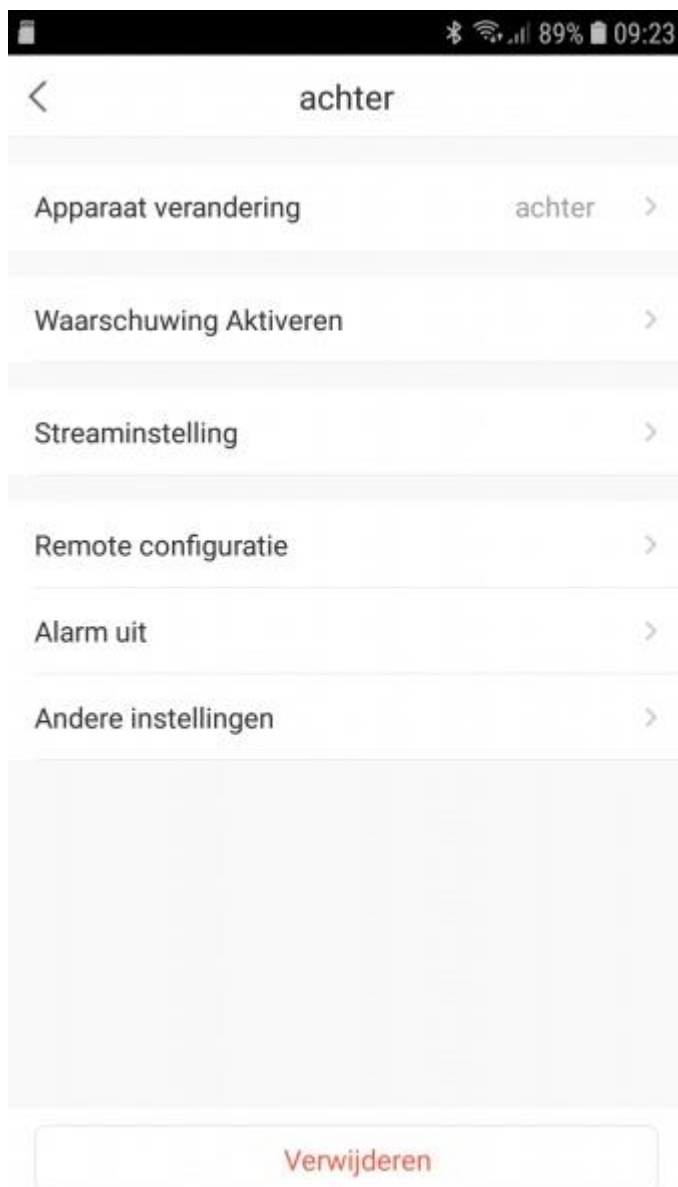 89% 09:23
achter
Apparaat verandering achter
Waarschuwing Aktiveren
Streaminstelling
Remote configuratie
Alarm uit
Andere instellingen
Verwijderen